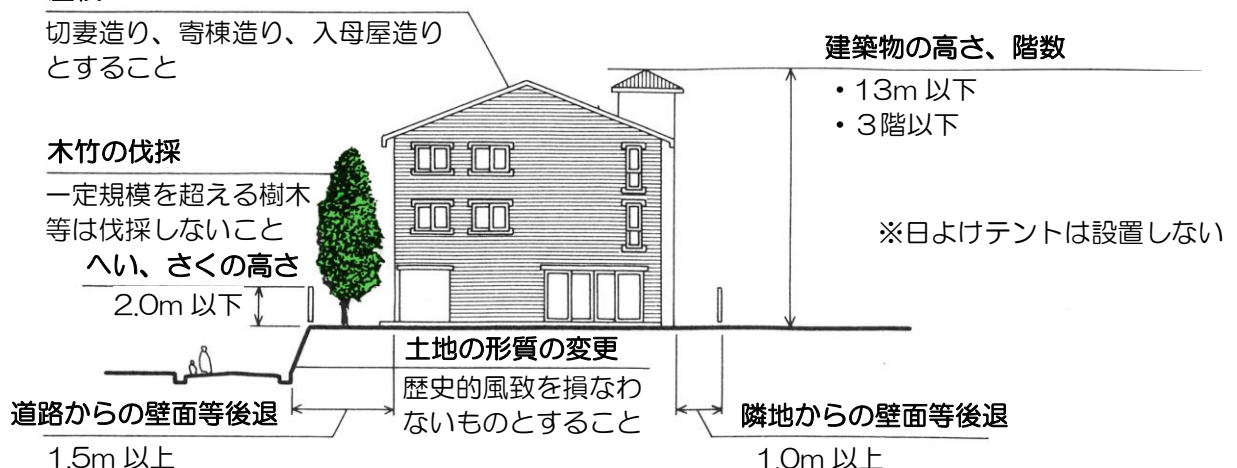 切妻造り、寄棟造り、入母屋造り
とすること
建築物の高さ、階数
・13m 以下
・3階以下
木竹の伐採
一定規模を超える樹木
等は伐採しないこと
※日よけテントは設置しない
へい、さくの高さ
2.0m 以下
土地の形質の変更
歴史的風致を損なわ
ないものとすること
道路からの壁面等後退
1.5m 以上
隣地からの壁面等後退
1.0m 以上